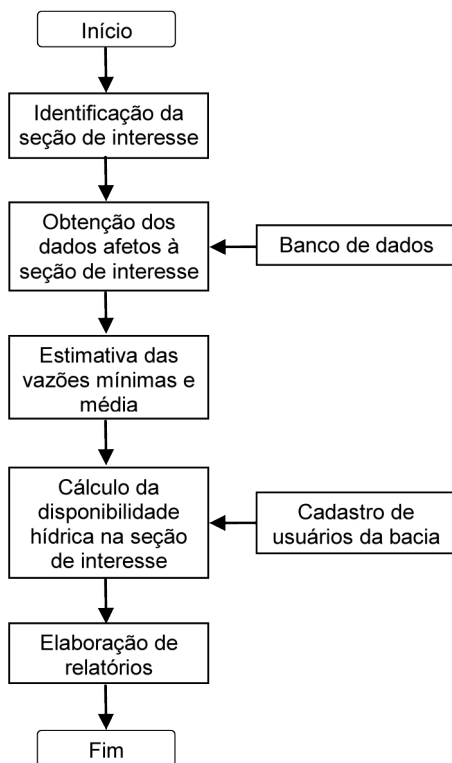 Início
Identificação da
seção de interesse
Obtenção dos
dados afetos à
seção de interesse
Banco de dados
Estimativa das
vazões mínimas e
média
Cálculo da
disponibilidade
hídrica na seção
de interesse
Cadastro de
usuários da bacia
Elaboração de
relatórios
Fim